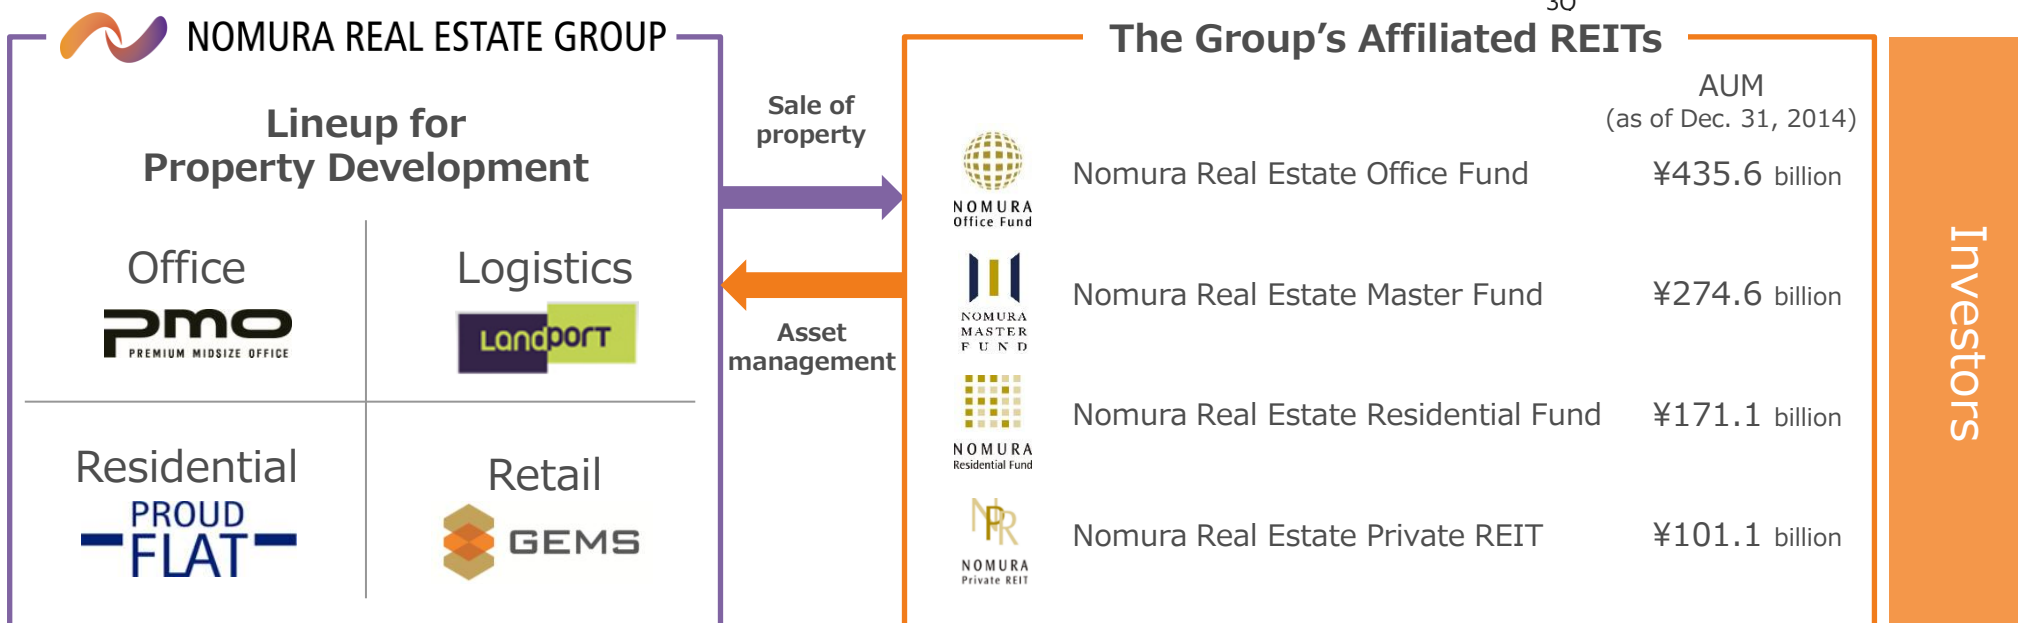 3Q
NOMURA REAL ESTATE GROUP
Lineup for
Property Development
Office
pmo
PREMIUM MIDSIZE OFFICE
Logistics
Landport
Residential
PROUD
FLAT
Retail
GEMS
Sale of
property
Asset
management
The Group's Affiliated REITs
AUM
(as of Dec. 31, 2014)
NOMURA
Office Fund
Nomura Real Estate Office Fund ¥435.6 billion
NOMURA
MASTER
FUND
Nomura Real Estate Master Fund ¥274.6 billion
NOMURA
Residential Fund
Nomura Real Estate Residential Fund ¥171.1 billion
NPR
NOMURA
Private REIT
Nomura Real Estate Private REIT ¥101.1 billion
Investors